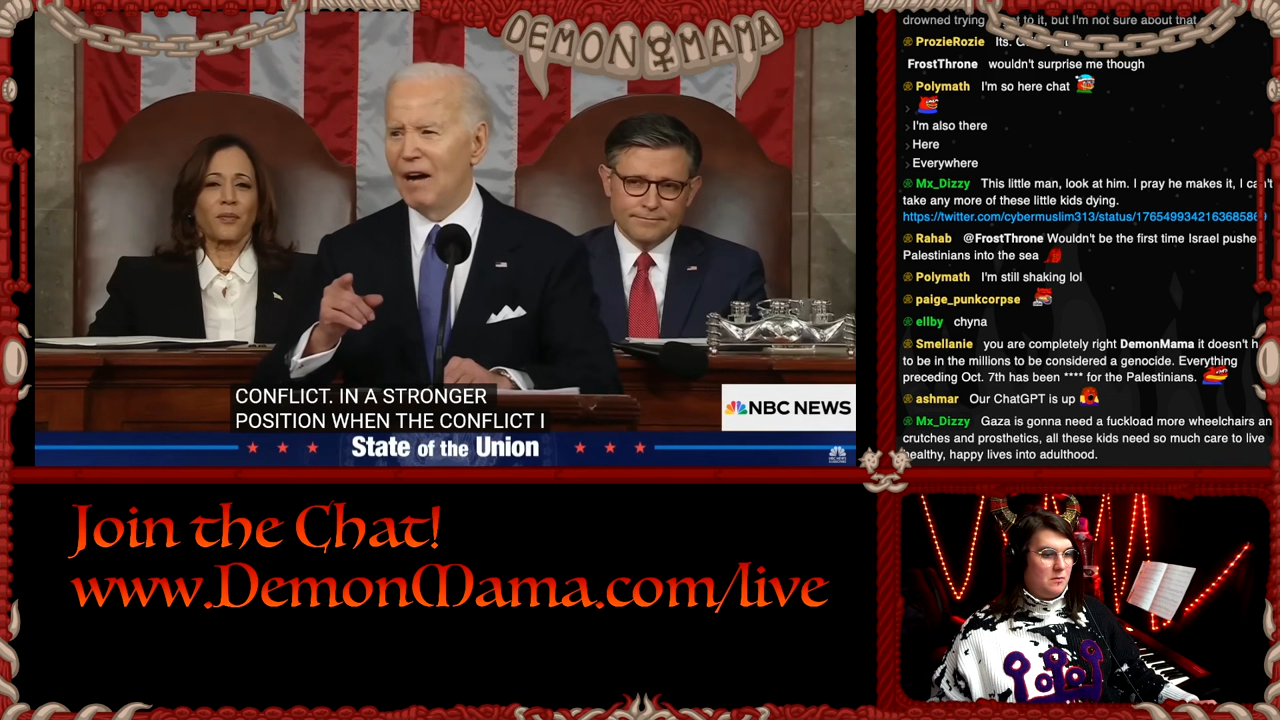 DEMON MAMA
CONFLICT. IN A STRONGER
POSITION WHEN THE CONFLICT I
NBC NEWS
State of the Union
drowned trying to it, but I'm not sure about that
ProzieRozie Its.
FrostThrone wouldn't surprise me though
Polymath I'm so here chat
I'm also there
Here
Everywhere
Mx_Dizzy This little man, look at him. I pray he makes it, I can't
take any more of these little kids dying.
https://twitter.com/cybermuslim313/status/176549934216368586
Rahab @FrostThrone Wouldn't be the first time Israel pushe
Palestinians into the sea
Polymath I'm still shaking lol
paige_punkcorpse
ellby chyna
Smellanie you are completely right DemonMama it doesn't h
to be in the millions to be considered a genocide. Everything
preceding Oct. 7th has been **** for the Palestinians.
ashmar Our ChatGPT is up
Mx_Dizzy Gaza is gonna need a fuckload more wheelchairs an
crutches and prosthetics, all these kids need so much care to live
healthy, happy lives into adulthood.
Join the Chat!
www.DemonMama.com/live